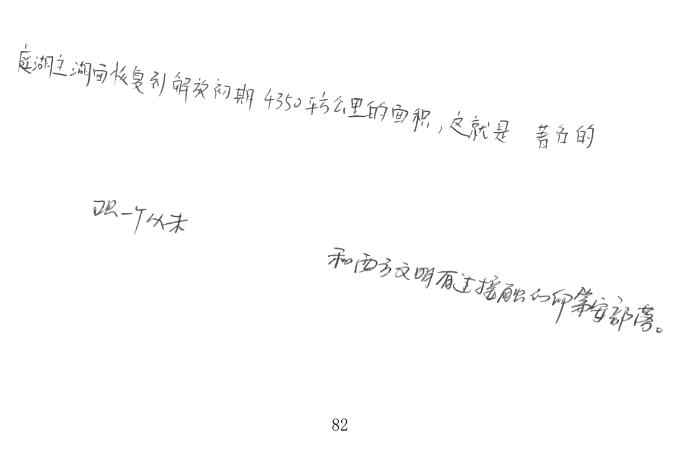 庭湖主湖面恢复到解放初期4350平方公里的面积,这就是 著名的
现一个从未
和西方文明有过接触的印第安部落。
82